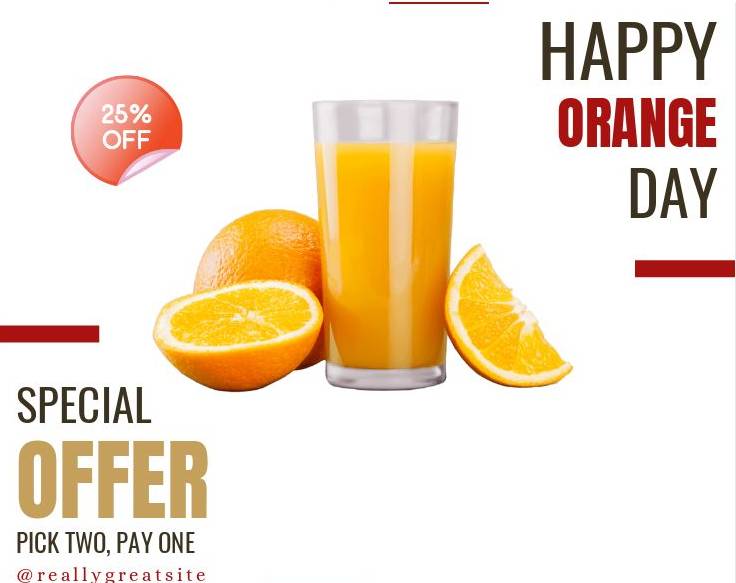 HAPPY
ORANGE
DAY
25%
OFF
SPECIAL
OFFER
PICK TWO, PAY ONE
@reallygreatsite